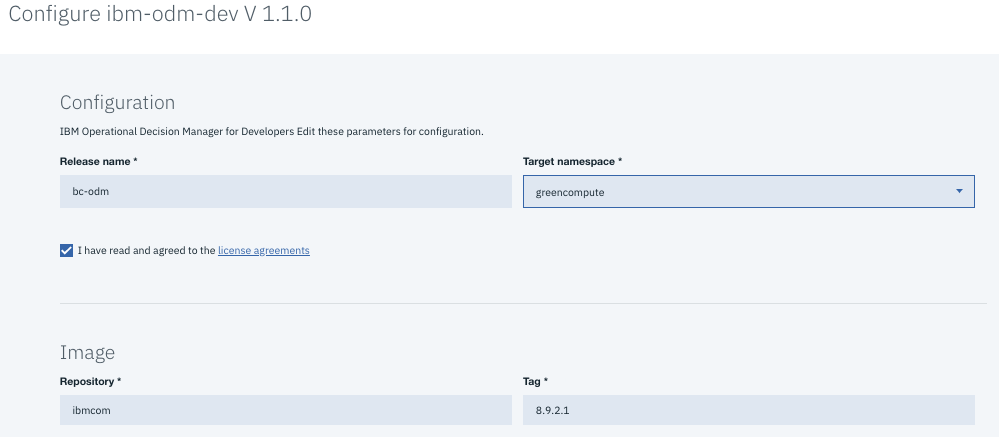 Configure ibm-odm-dev V 1.1.0
Configuration
IBM Operational Decision Manager for Developers Edit these parameters for configuration.
Release name *
Target namespace *
bc-odm
greencompute
I have read and agreed to the license agreements
Image
Repository *
Tag *
ibmcom
8.9.2.1